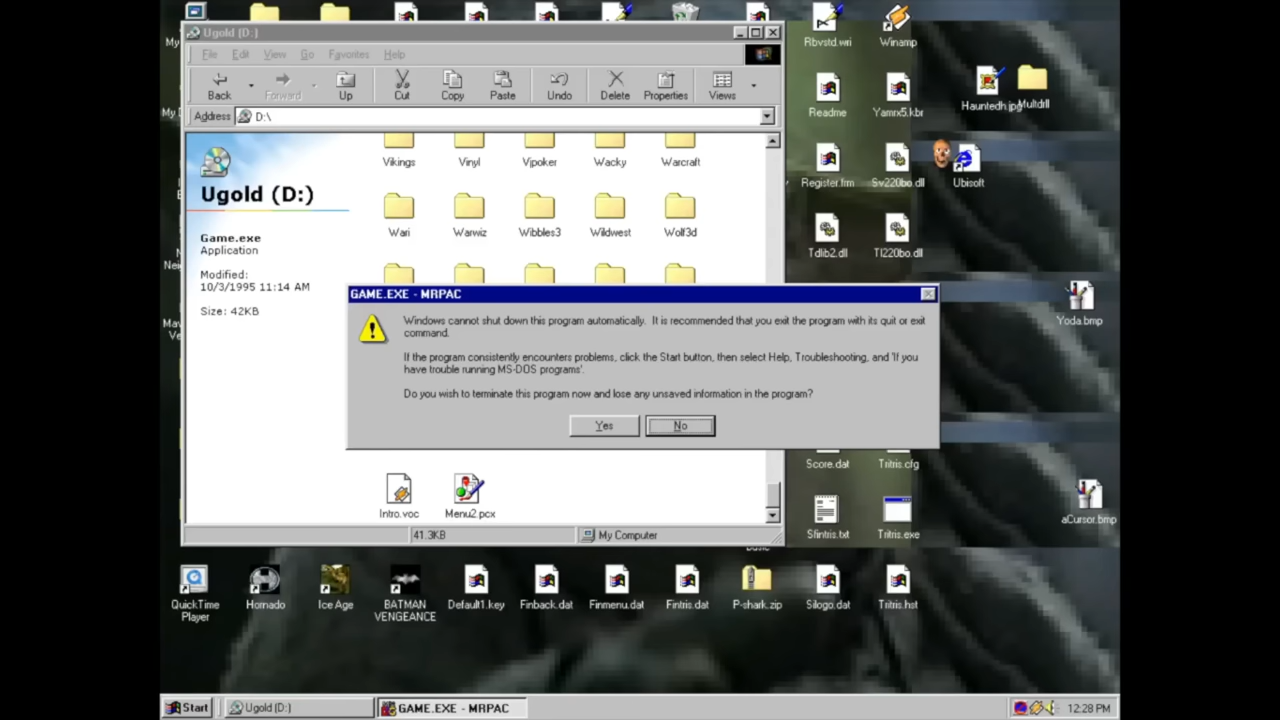 Ugold (D:)
File Edit View Go Favorites Help
Back Forward Up Cut Copy Paste Undo Delete Properties Views
Address D:\
Vikings Vinyl Vjpoker Wacky Warcraft
Ugold (D:)
Wari Warwiz Wibbles3 Wildwest Wolf3d
Game.exe
Application
Modified:
10/3/1995 11:14 AM
Size: 42KB
GAME.EXE - MRPAC
Windows cannot shut down this program automatically. It is recommended that you exit the program with its quit or exit
command.
If the program consistently encounters problems, click the Start button, then select Help, Troubleshooting, and 'If you
have trouble running MS-DOS programs'.
Do you wish to terminate this program now and lose any unsaved information in the program?
Yes No
Intro.voc Menu2.pcx
41.3KB My Computer
Rbvstd.wri Winamp
Readme Yamrx5.kbr
Hauntedh.jpg Multdrll
Register.frm Sv220bo.dll Ubisoft
Tdlib2.dll Tl220bo.dll
Yoda.bmp
Score.dat Tritris.cfg
Sfintris.txt Tritris.exe
aCursor.bmp
QuickTime
Player
Hornado
Ice Age
BATMAN
VENGEANCE
Default1.key Finback.dat Finmenu.dat Fintris.dat P-shark.zip Silogo.dat Tritris.hst
Start Ugold (D:) GAME.EXE - MRPAC 12:28 PM